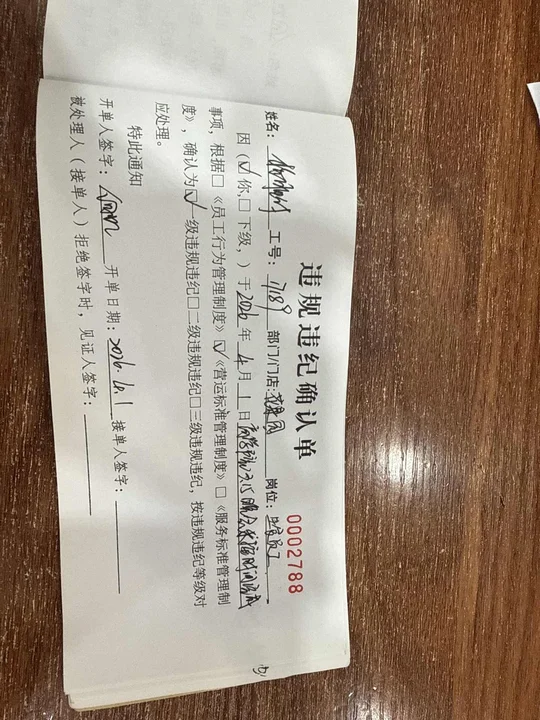 违规违纪确认单
0002788
姓名： 工号：7189 部门/门店： 岗位：
因（☑你,□下级，）于2026年4月1日
事项，根据□《员工行为管理制度》☑《营运标准管理制度》□《服务标准管理制
度》，确认为☑一级违规违纪□二级违规违纪□三级违规违纪，按违规违纪等级对
应处理。
特此通知
开单人签字： 开单日期：2026.4.1 接单人签字：
被处理人（接单人）拒绝签字时，见证人签字：